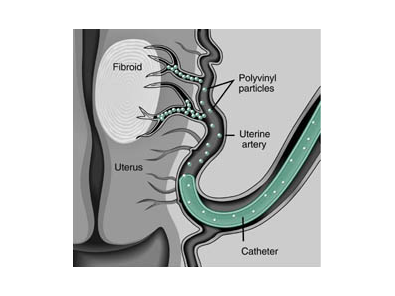 Fibroid
Polyvinyl
particles
Uterine
artery
Uterus
Catheter